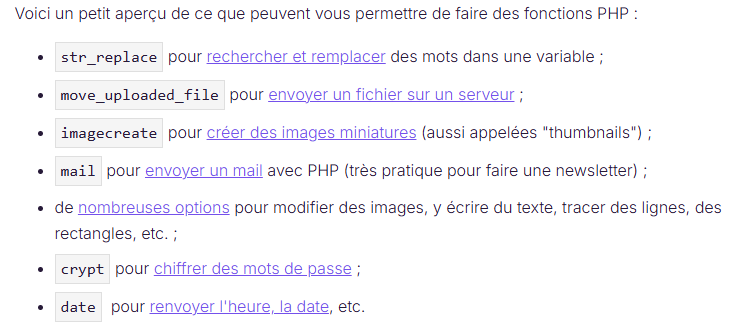 Voici un petit aperçu de ce que peuvent vous permettre de faire des fonctions PHP :
• str_replace pour rechercher et remplacer des mots dans une variable ;
• move_uploaded_file pour envoyer un fichier sur un serveur ;
• imagecreate pour créer des images miniatures (aussi appelées "thumbnails") ;
• mail pour envoyer un mail avec PHP (très pratique pour faire une newsletter) ;
• de nombreuses options pour modifier des images, y écrire du texte, tracer des lignes, des
rectangles, etc. ;
• crypt pour chiffrer des mots de passe ;
• date pour renvoyer l'heure, la date, etc.